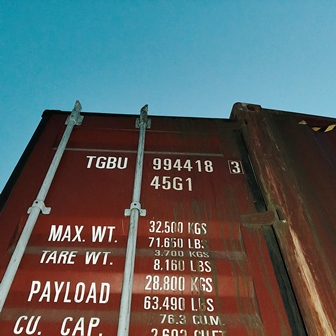 TGBU 994418 3
45G1
MAX. WT. 32.500 KGS
71.650 LBS
TARE WT. 3.700 KGS
8.160 LBS
PAYLOAD 28.800 KGS
63.490 LBS
CU. CAP. 76.3 CU.M.